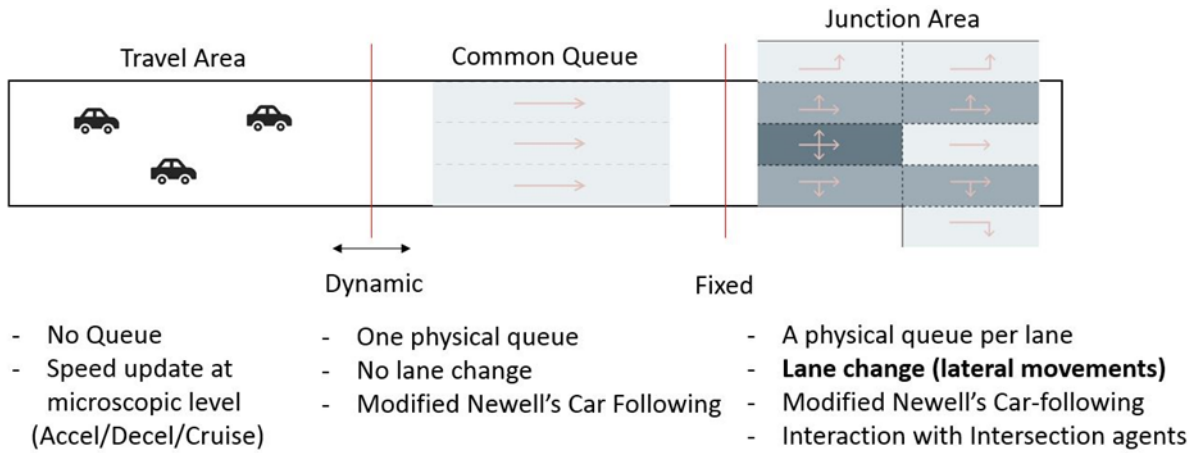 Junction Area
Travel Area
Common Queue
Dynamic
Fixed
- No Queue
- Speed update at
microscopic level
(Accel/Decel/Cruise)
- One physical queue
- No lane change
- Modified Newell’s Car Following
- A physical queue per lane
- Lane change (lateral movements)
- Modified Newell’s Car-following
- Interaction with Intersection agents